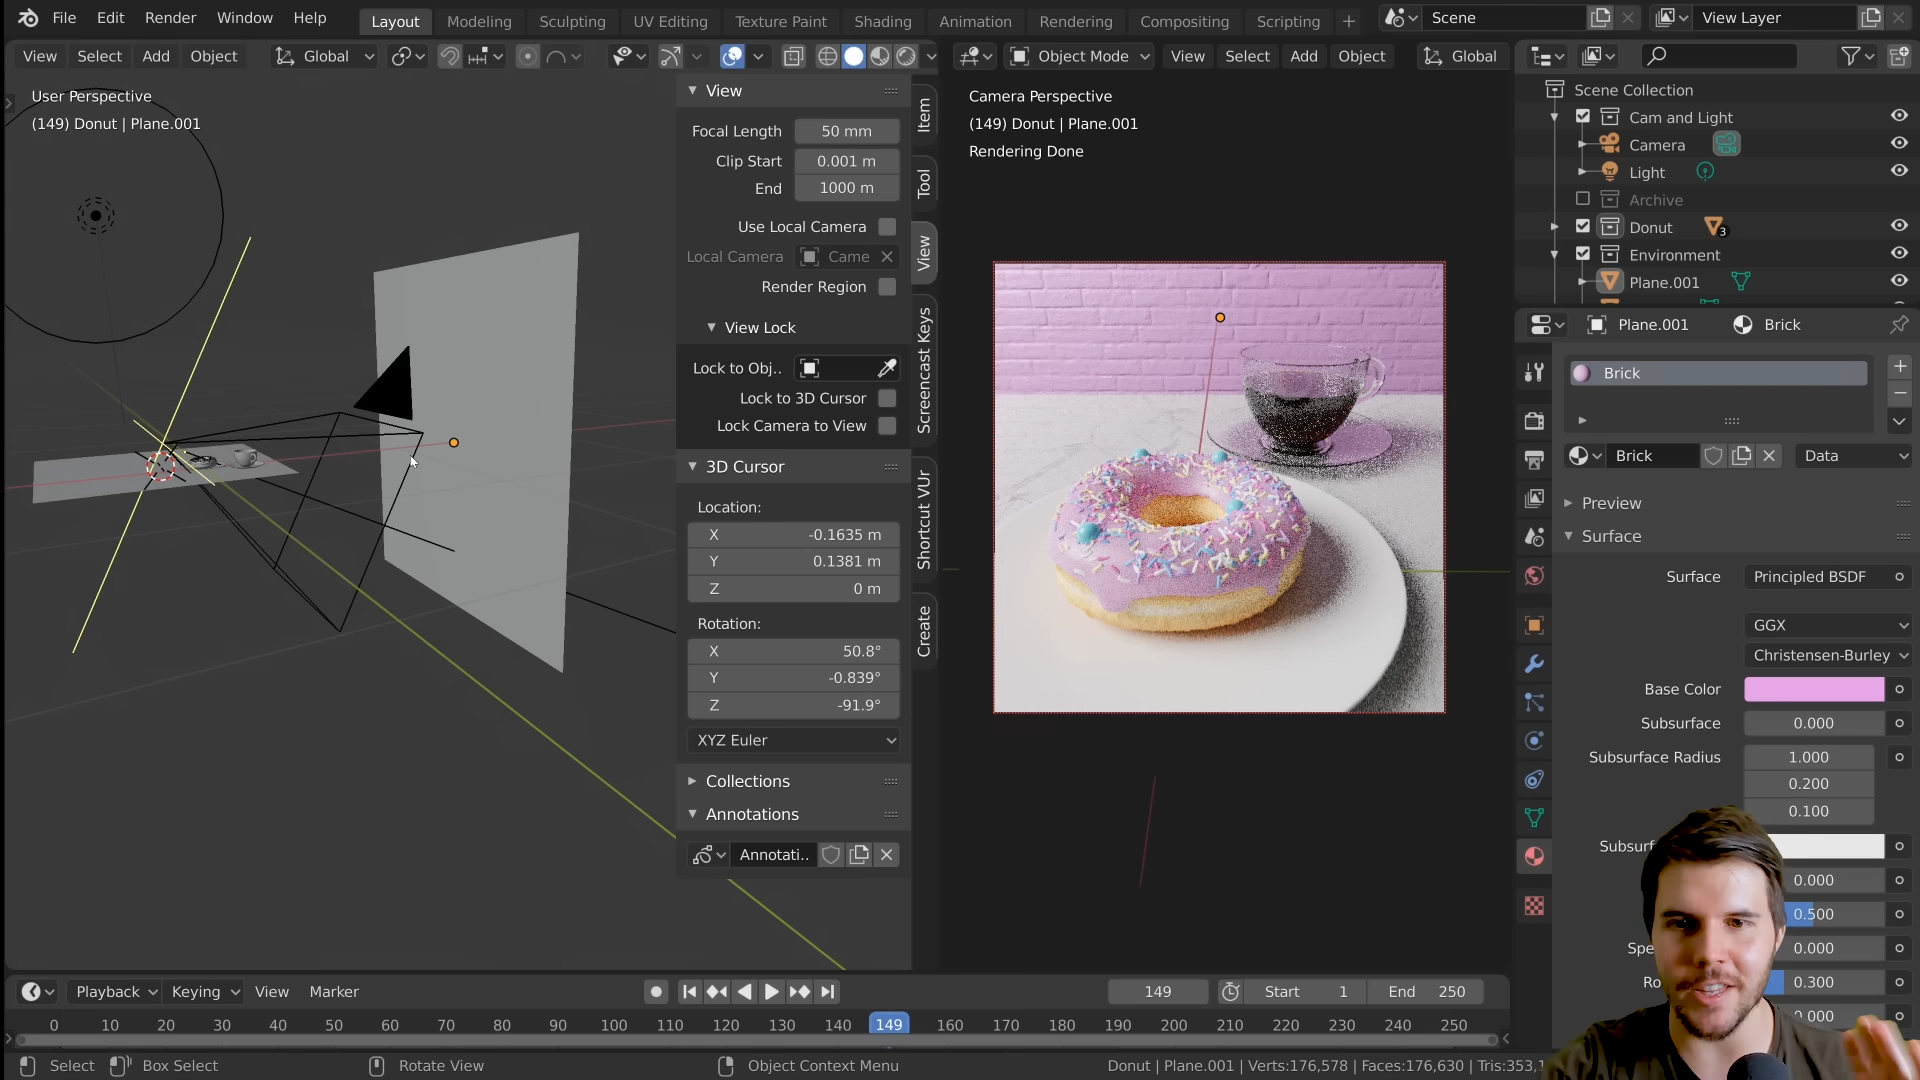 File Edit Render Window Help Layout Modeling Sculpting UV Editing Texture Paint Shading Animation Rendering Compositing Scripting + Scene View Layer
View Select Add Object Global Object Mode View Select Add Object Global
User Perspective
(149) Donut | Plane.001
View
Focal Length 50 mm
Clip Start 0.001 m
End 1000 m
Use Local Camera
Local Camera Came
Render Region
View Lock
Lock to Obj..
Lock to 3D Cursor
Lock Camera to View
3D Cursor
Location:
X -0.1635 m
Y 0.1381 m
Z 0 m
Rotation:
X 50.8°
Y -0.839°
Z -91.9°
XYZ Euler
Collections
Annotations
Annotati..
Item
Tool
View
Screencast Keys
Shortcut VUr
Create
Camera Perspective
(149) Donut | Plane.001
Rendering Done
Scene Collection
Cam and Light
Camera
Light
Archive
Donut 3
Environment
Plane.001
Plane.001 Brick
Brick
Brick Data
Preview
Surface
Surface Principled BSDF
GGX
Christensen-Burley
Base Color
Subsurface 0.000
Subsurface Radius 1.000
0.200
0.100
Subsurf
0.000
0.500
Spe 0.000
Ro 0.300
0.000
Playback Keying View Marker 149 Start 1 End 250
0 10 20 30 40 50 60 70 80 90 100 110 120 130 140 149 160 170 180 190 200 210 220 230 240 250
Select Box Select Rotate View Object Context Menu Donut | Plane.001 | Verts:176,578 | Faces:176,630 | Tris:353,1